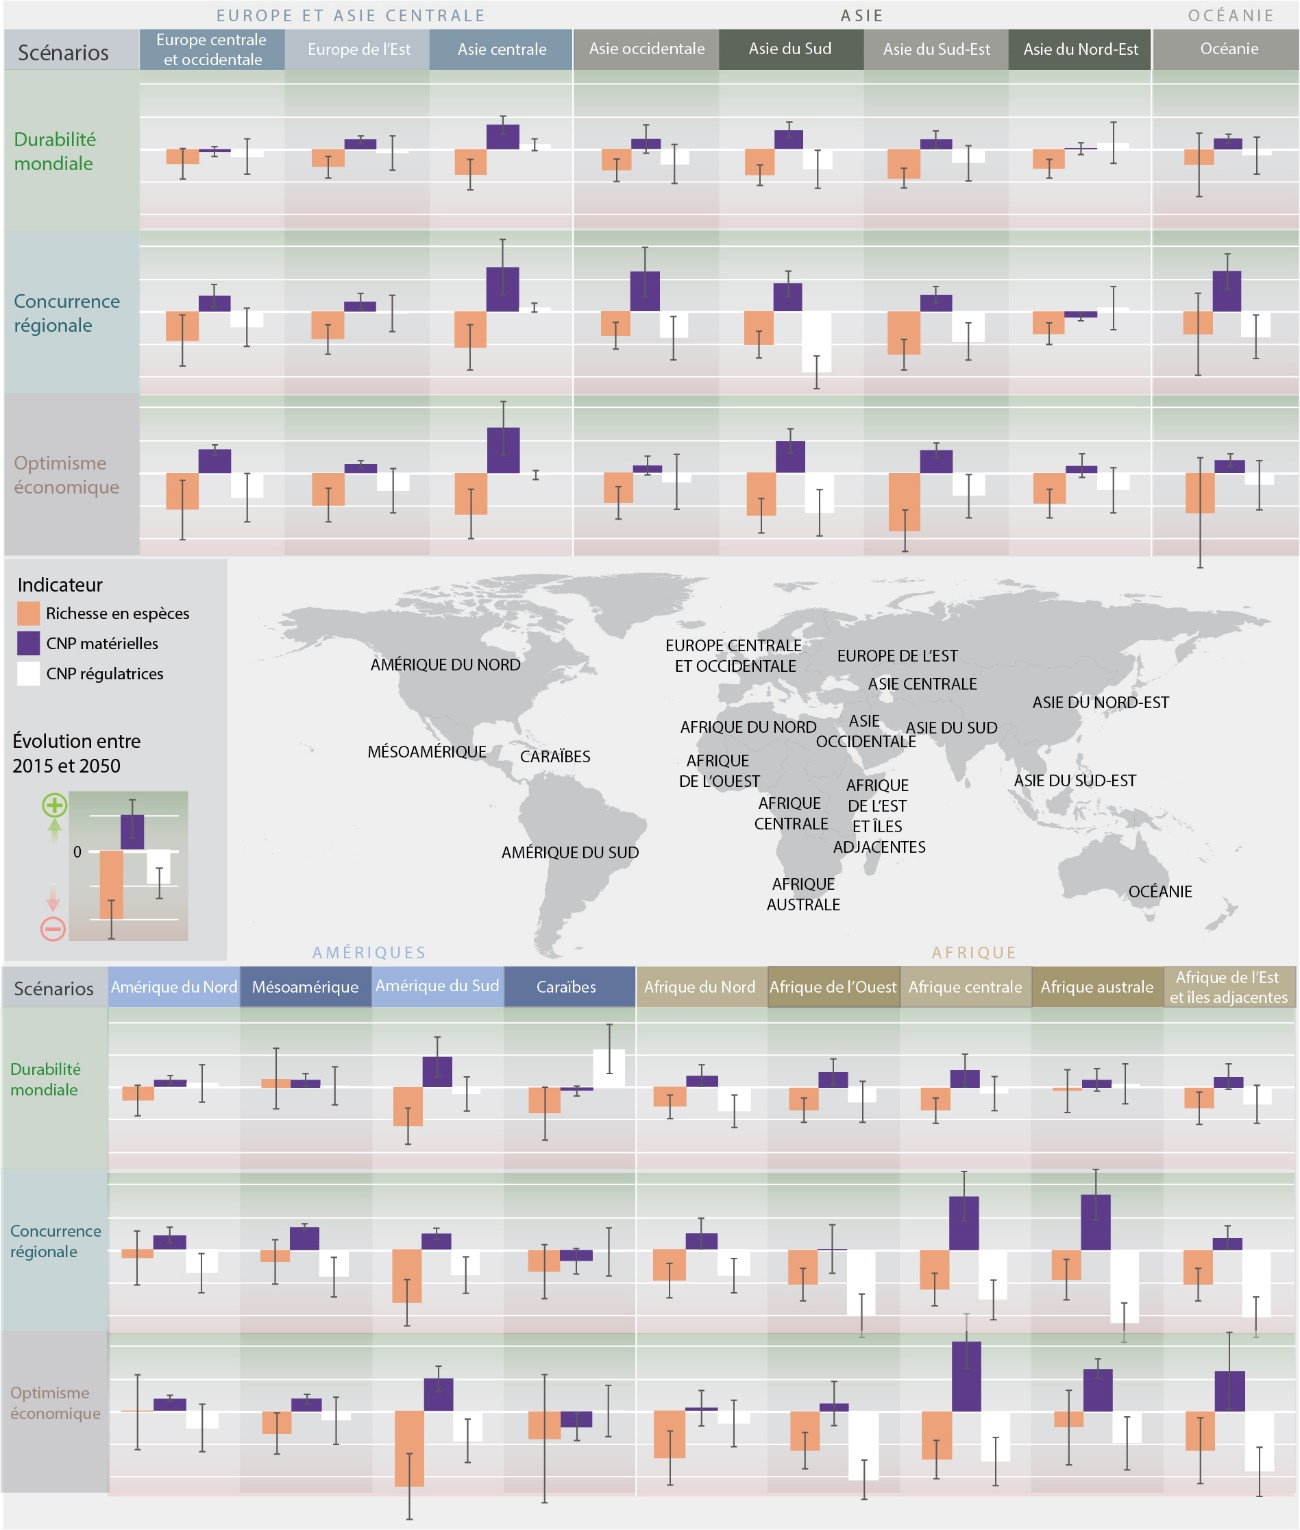 EUROPE ET ASIE CENTRALE
ASIE
OCÉANIE
Scénarios
Europe centrale
et occidentale
Europe de l'Est
Asie centrale
Asie occidentale
Asie du Sud
Asie du Sud-Est
Asie du Nord-Est
Océanie
Durabilité
mondiale
Concurrence
régionale
Optimisme
économique
Indicateur
Richesse en espèces
CNP matérielles
CNP régulatrices
Évolution entre
2015 et 2050
+
0
−
AMÉRIQUE DU NORD
MÉSOAMÉRIQUE
CARAÏBES
AMÉRIQUE DU SUD
EUROPE CENTRALE
ET OCCIDENTALE
EUROPE DE L'EST
ASIE CENTRALE
ASIE DU NORD-EST
AFRIQUE DU NORD
ASIE
OCCIDENTALE
ASIE DU SUD
AFRIQUE
DE L'OUEST
ASIE DU SUD-EST
AFRIQUE
CENTRALE
AFRIQUE
DE L'EST
ET ÎLES
ADJACENTES
AFRIQUE
AUSTRALE
OCÉANIE
AMÉRIQUES
AFRIQUE
Scénarios
Amérique du Nord
Mésoamérique
Amérique du Sud
Caraïbes
Afrique du Nord
Afrique de l'Ouest
Afrique centrale
Afrique australe
Afrique de l'Est
et îles adjacentes
Durabilité
mondiale
Concurrence
régionale
Optimisme
économique